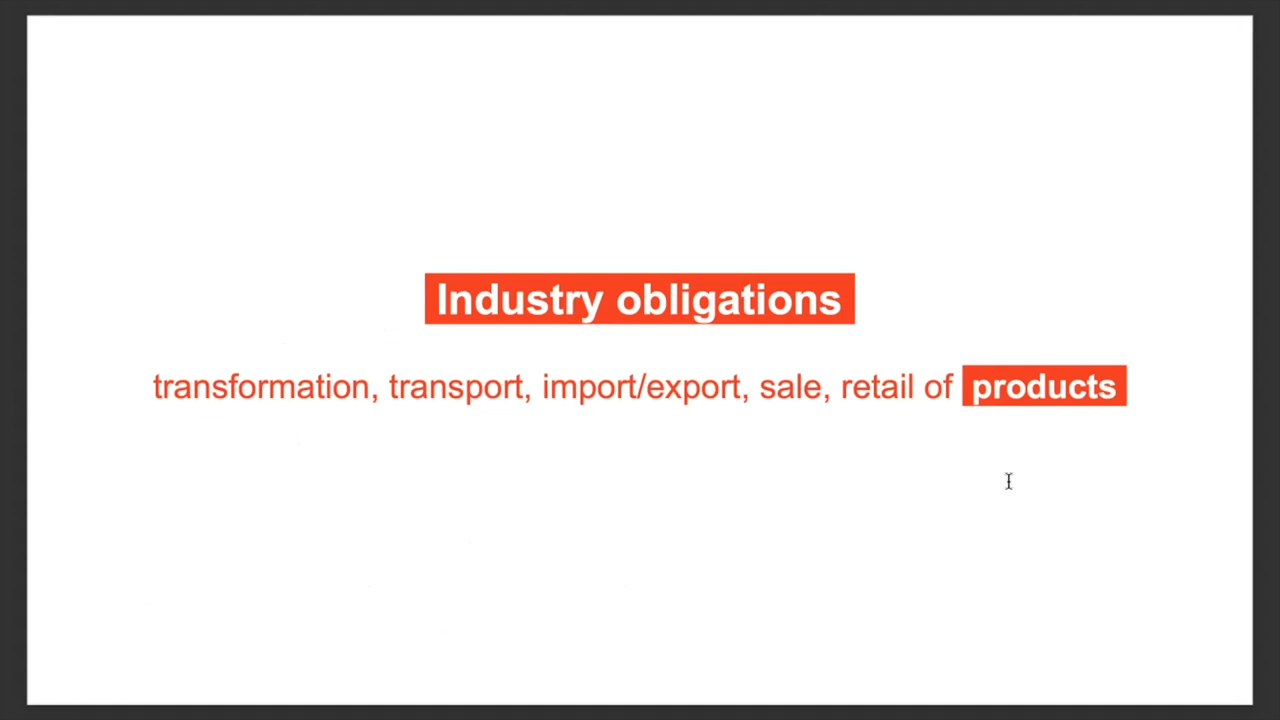 Industry obligations
transformation, transport, import/export, sale, retail of products